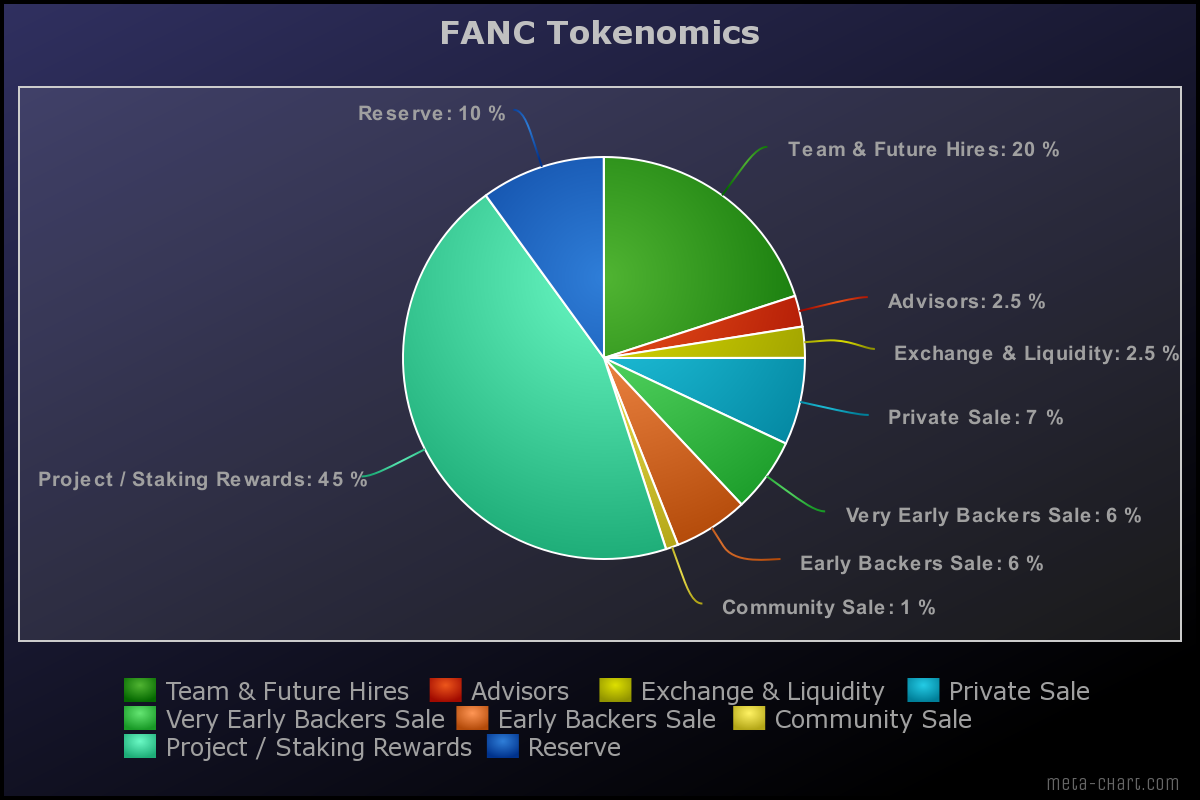 FANC Tokenomics
Reserve: 10 %
Team & Future Hires: 20 %
Advisors: 2.5 %
Exchange & Liquidity: 2.5 %
Private Sale: 7 %
Project / Staking Rewards: 45 %
Very Early Backers Sale: 6 %
Early Backers Sale: 6 %
Community Sale: 1 %
Team & Future Hires Advisors Exchange & Liquidity Private Sale
Very Early Backers Sale Early Backers Sale Community Sale
Project / Staking Rewards Reserve
meta-chart.com